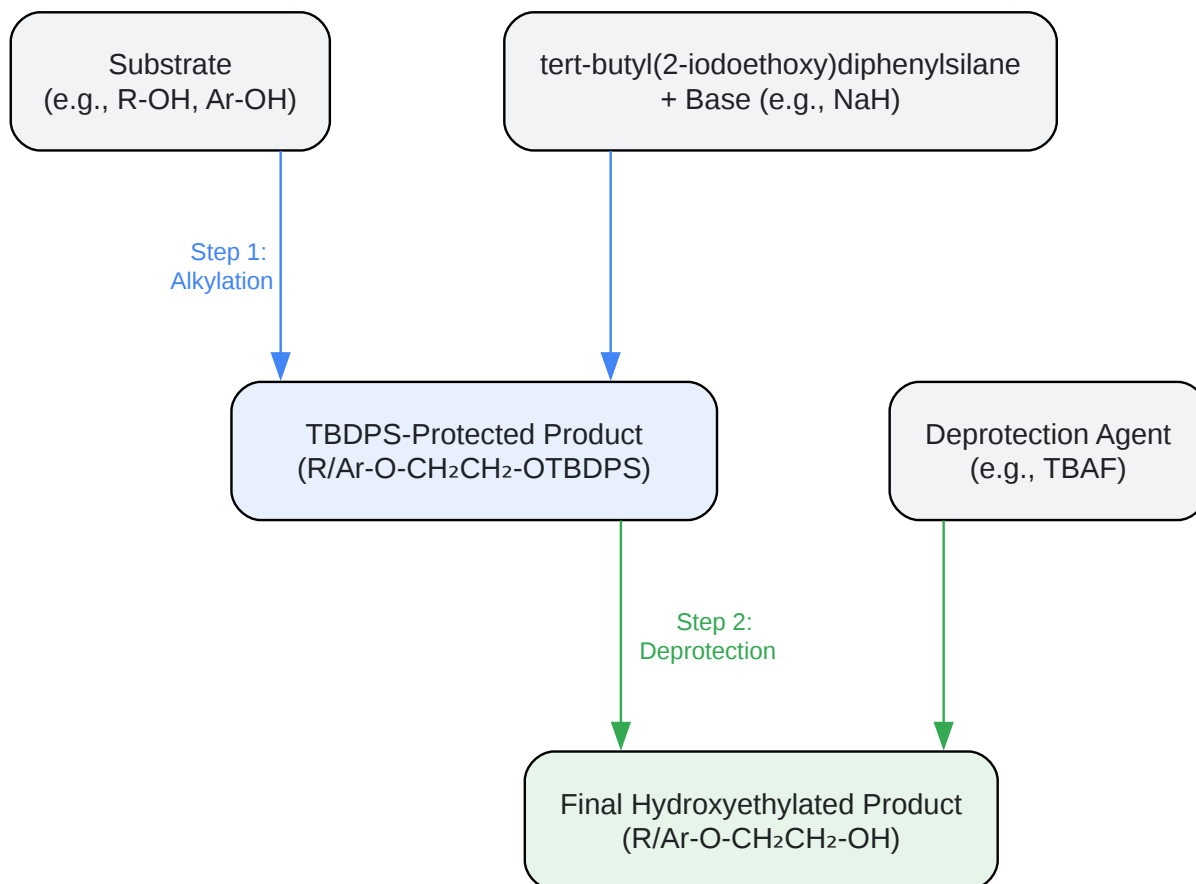 Substrate
(e.g., R-OH, Ar-OH)
tert-butyl(2-iodoethoxy)diphenylsilane
+ Base (e.g., NaH)
Step 1:
Alkylation
TBDPS-Protected Product
(R/Ar-O-CH₂CH₂-OTBDPS)
Deprotection Agent
(e.g., TBAF)
Step 2:
Deprotection
Final Hydroxyethylated Product
(R/Ar-O-CH₂CH₂-OH)